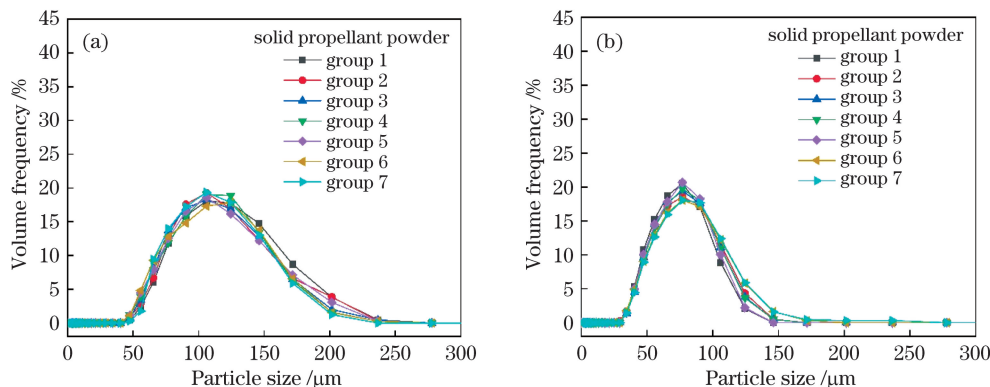 (a)
solid propellant powder
group 1
group 2
group 3
group 4
group 5
group 6
group 7
45
40
35
30
25
20
15
10
5
0
Volume frequency /%
0 50 100 150 200 250 300
Particle size /μm
(b)
solid propellant powder
group 1
group 2
group 3
group 4
group 5
group 6
group 7
45
40
35
30
25
20
15
10
5
0
Volume frequency /%
0 50 100 150 200 250 300
Particle size /μm